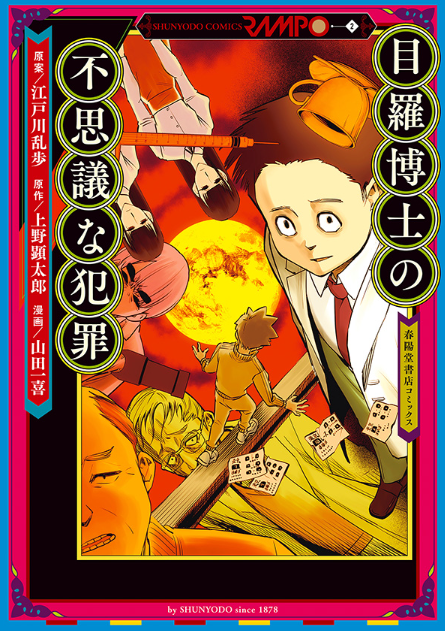 SHUNYODO COMICS RAMPO 2
目羅博士の
不思議な犯罪
原案/江戸川乱歩 原作/上野顕太郎 漫画/山田一喜
春陽堂書店コミックス
by SHUNYODO since 1878